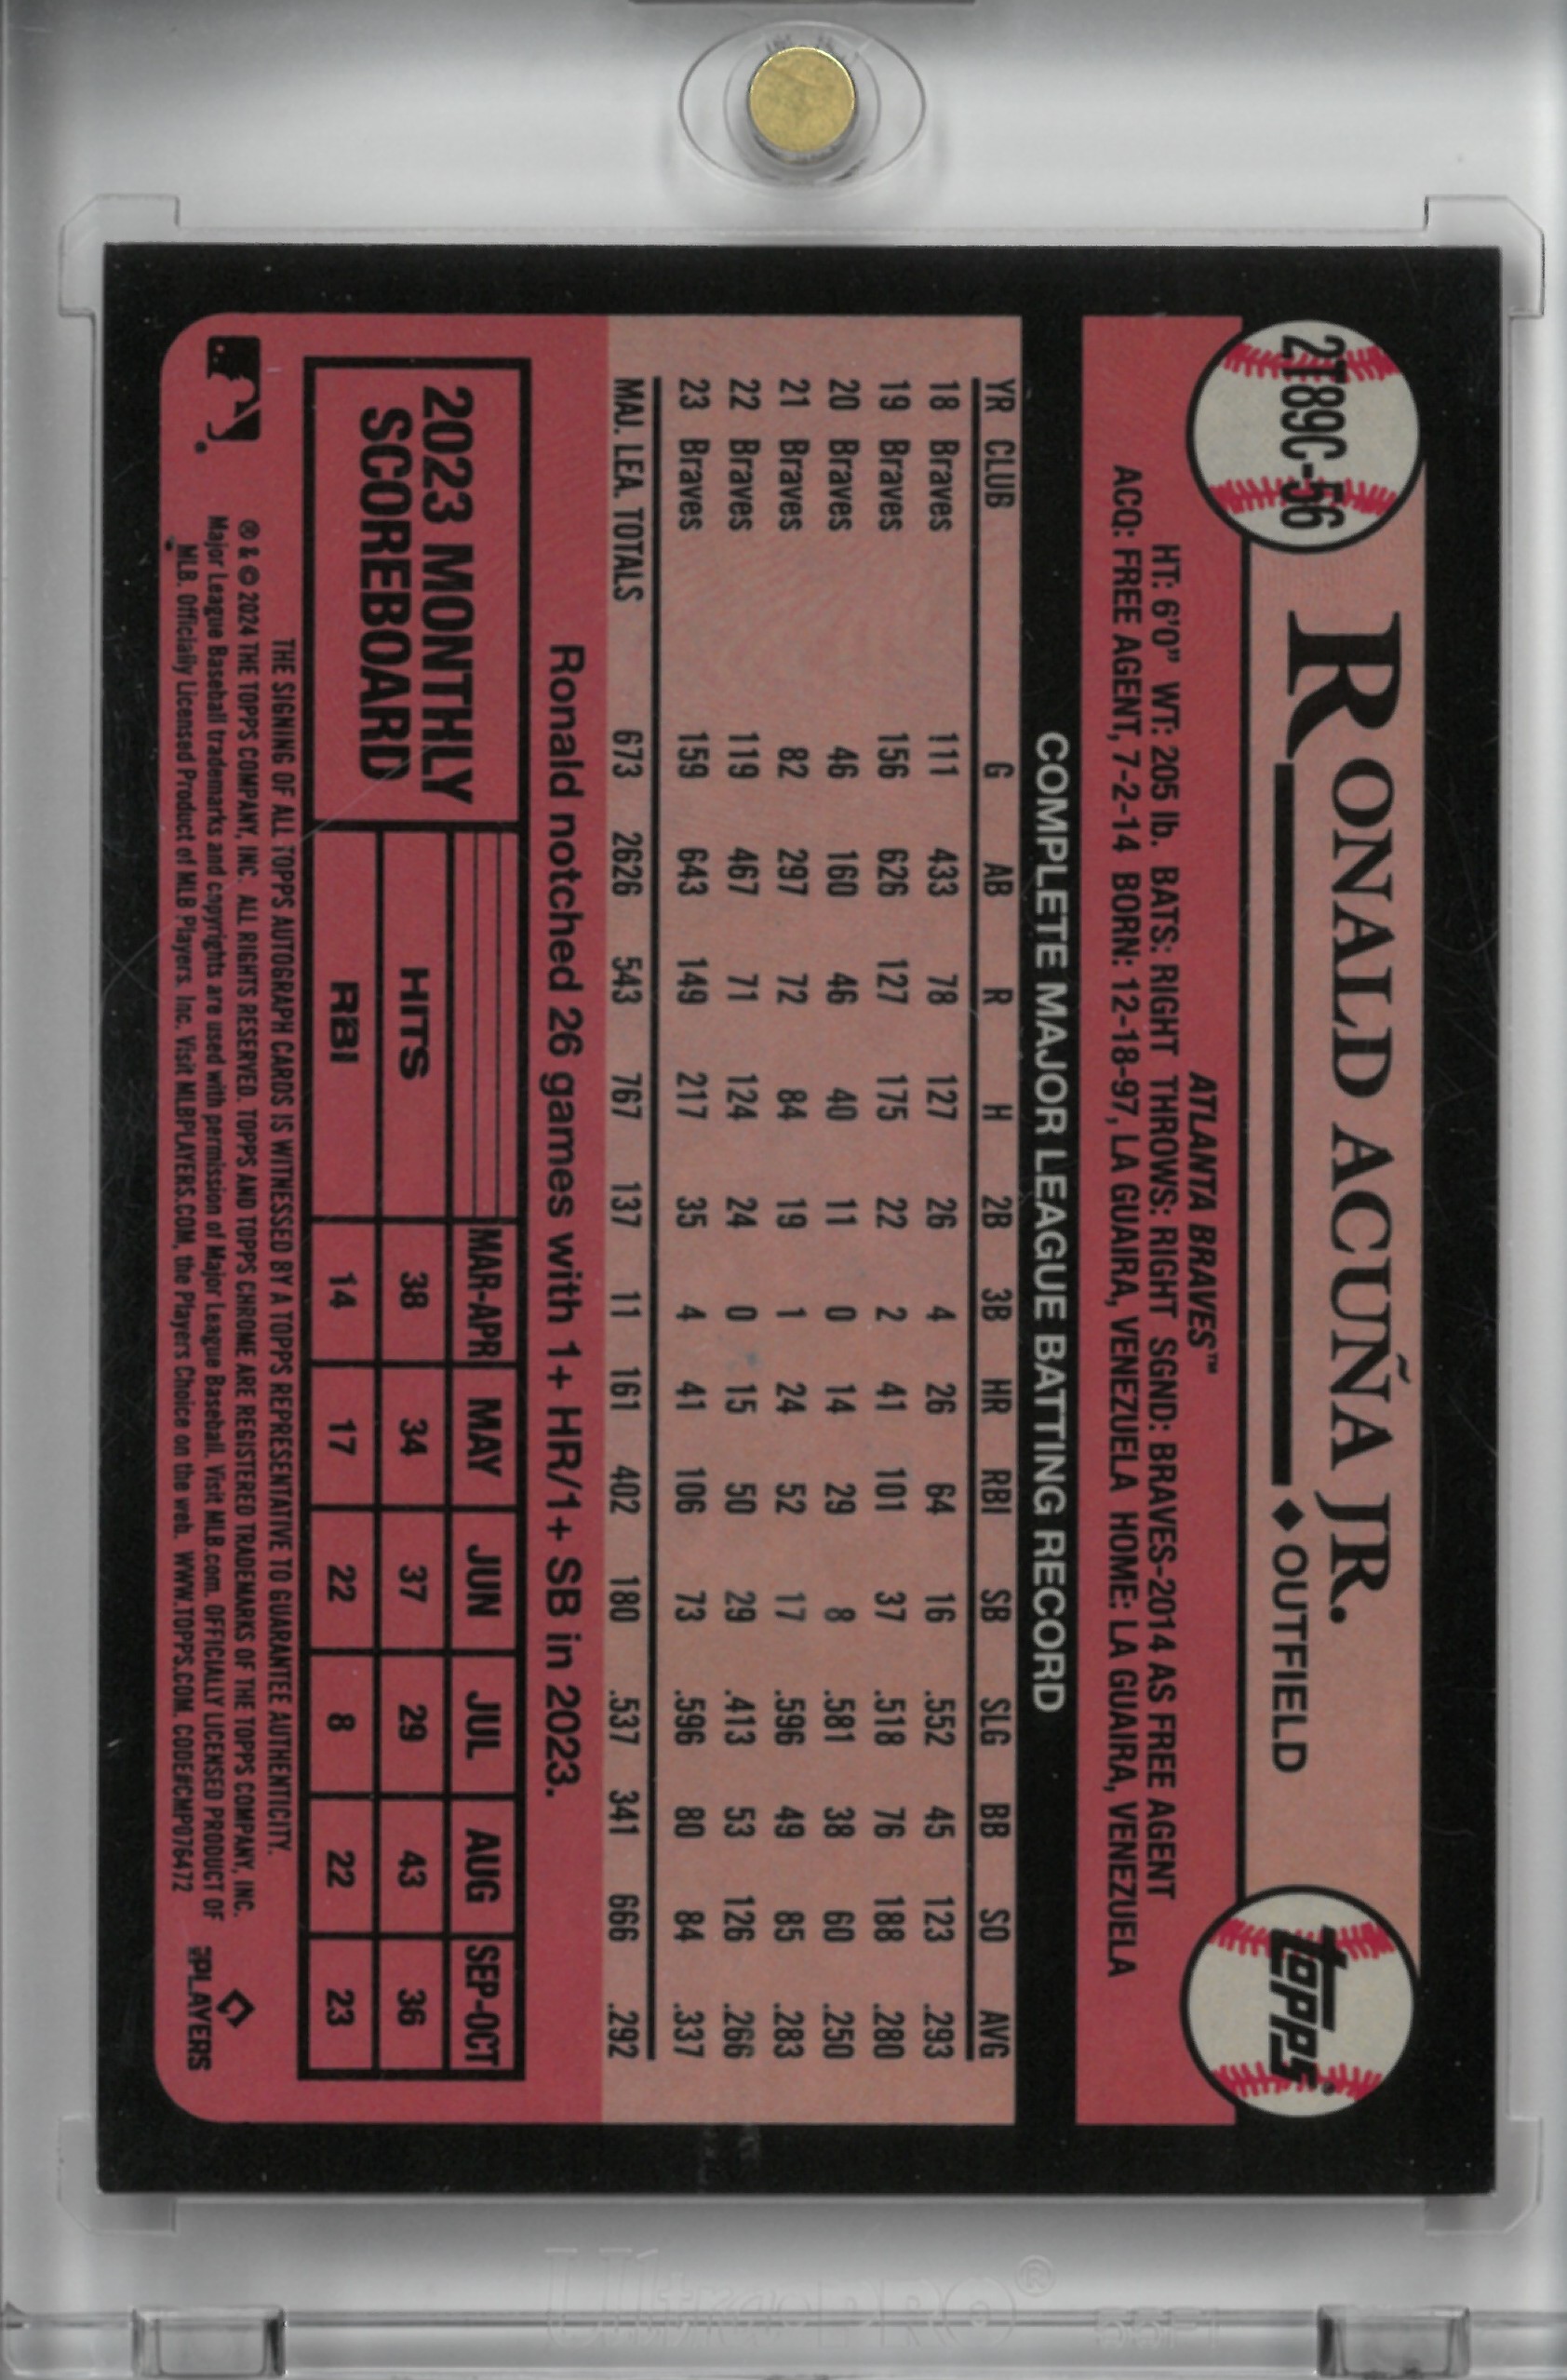 2T89C-56
RONALD ACUÑA JR.
◆OUTFIELD
topps®
ATLANTA BRAVES™
HT: 6'0" WT: 205 lb. BATS: RIGHT THROWS: RIGHT SGND: BRAVES-2014 AS FREE AGENT
ACQ: FREE AGENT, 7-2-14 BORN: 12-18-97, LA GUAIRA, VENEZUELA HOME: LA GUAIRA, VENEZUELA
COMPLETE MAJOR LEAGUE BATTING RECORD
YR CLUB G AB R H 2B 3B HR RBI SB SLG BB SO AVG
18 Braves 111 433 78 127 26 4 26 64 16 .552 45 123 .293
19 Braves 156 626 127 175 22 2 41 101 37 .518 76 188 .280
20 Braves 46 160 46 40 11 0 14 29 8 .581 38 60 .250
21 Braves 82 297 72 84 19 1 24 52 17 .596 49 85 .283
22 Braves 119 467 71 124 24 0 15 50 29 .413 53 126 .266
23 Braves 159 643 149 217 35 4 41 106 73 .596 80 84 .337
MAJ. LEA. TOTALS 673 2626 543 767 137 11 161 402 180 .537 341 666 .292
Ronald notched 26 games with 1+ HR/1+ SB in 2023.
2023 MONTHLY
SCOREBOARD
MAR-APR MAY JUN JUL AUG SEP-OCT
HITS 38 34 37 29 43 36
RBI 14 17 22 8 22 23
THE SIGNING OF ALL TOPPS AUTOGRAPH CARDS IS WITNESSED BY A TOPPS REPRESENTATIVE TO GUARANTEE AUTHENTICITY.
® & © 2024 THE TOPPS COMPANY, INC. ALL RIGHTS RESERVED. TOPPS AND TOPPS CHROME ARE REGISTERED TRADEMARKS OF THE TOPPS COMPANY, INC.
Major League Baseball trademarks and copyrights are used with permission of Major League Baseball. Visit MLB.com. OFFICIALLY LICENSED PRODUCT OF
MLB. Officially Licensed Product of MLB Players, Inc. Visit MLBPLAYERS.COM, the Players Choice on the web. WWW.TOPPS.COM. CODE#CMP076472
PLAYERS
Ultra PRO®